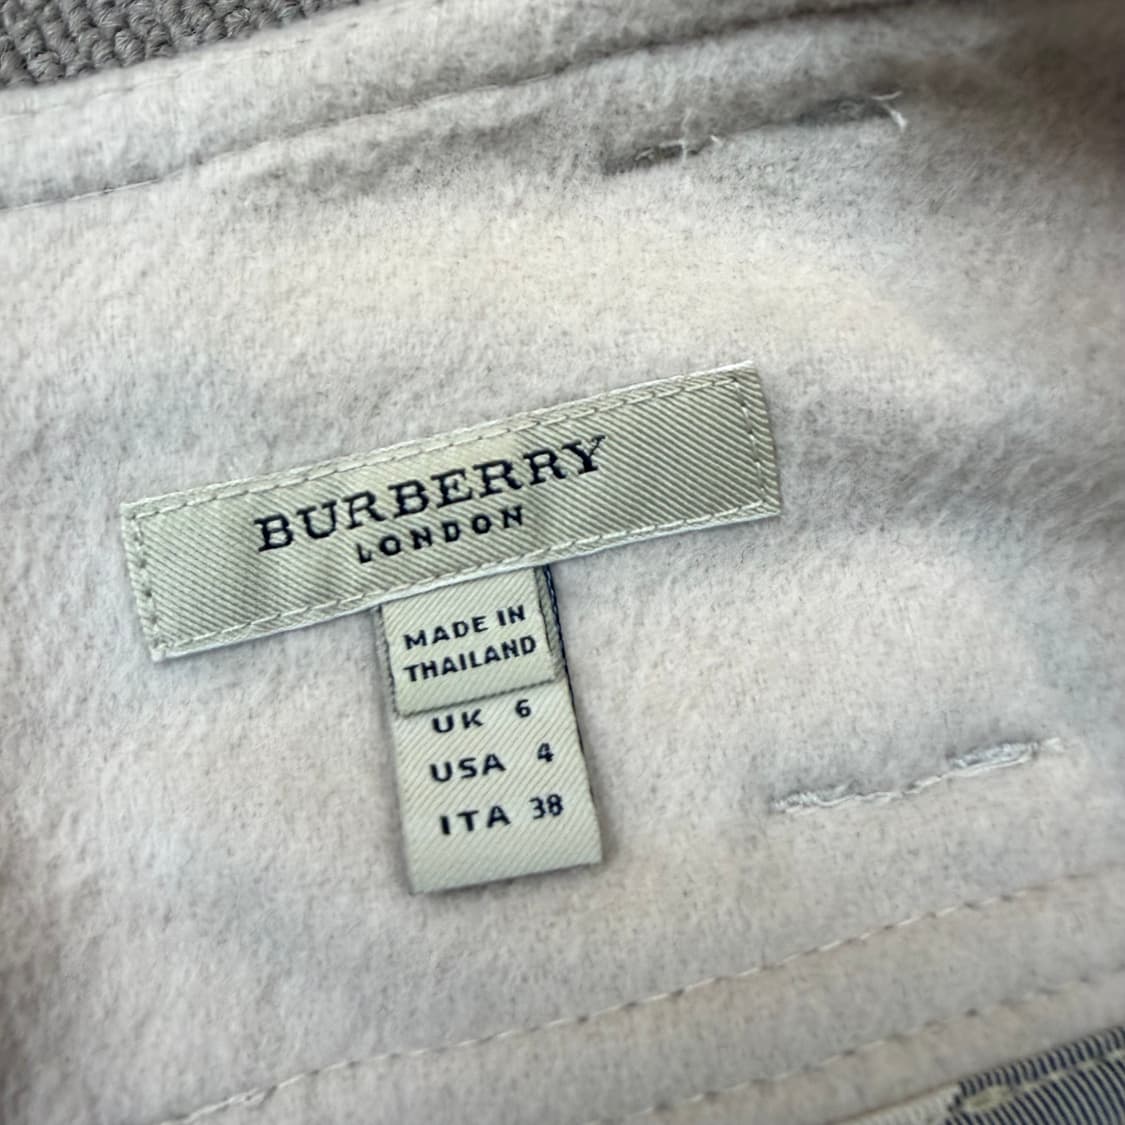 BURBERRY
LONDON
MADE IN
THAILAND
UK 6
USA 4
ITA 38